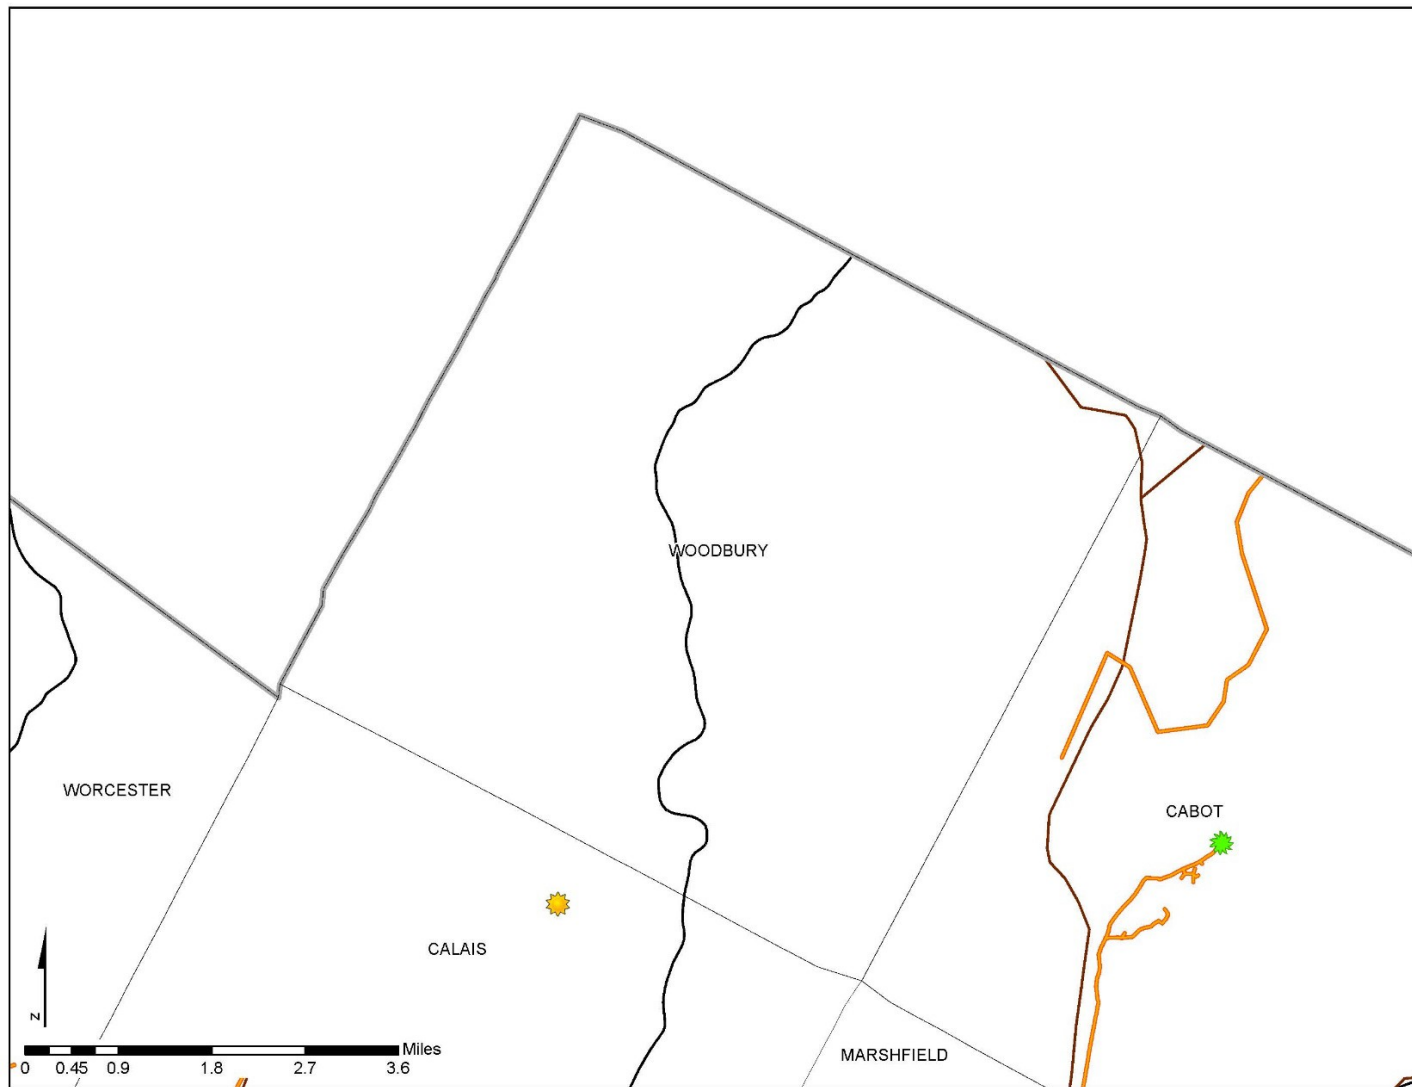 WOODBURY
WORCESTER
CABOT
CALAIS
MARSHFIELD
N
Miles
0 0.45 0.9 1.8 2.7 3.6